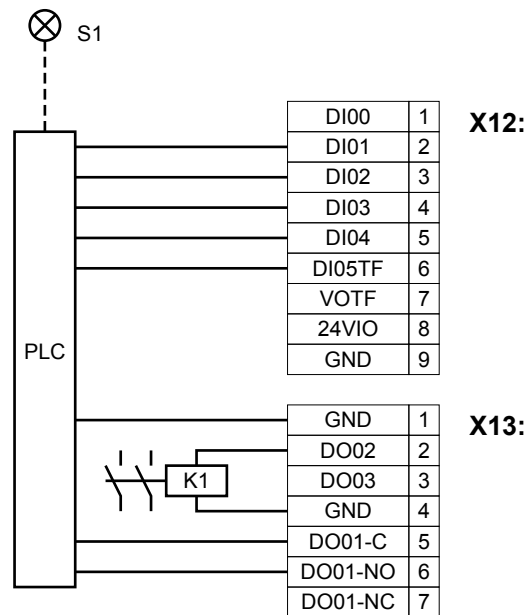 S1
DI00 1 X12:
DI01 2
DI02 3
DI03 4
DI04 5
DI05TF 6
VOTF 7
24VIO 8
PLC
GND 9
GND 1 X13:
DO02 2
K1
DO03 3
GND 4
DO01-C 5
DO01-NO 6
DO01-NC 7